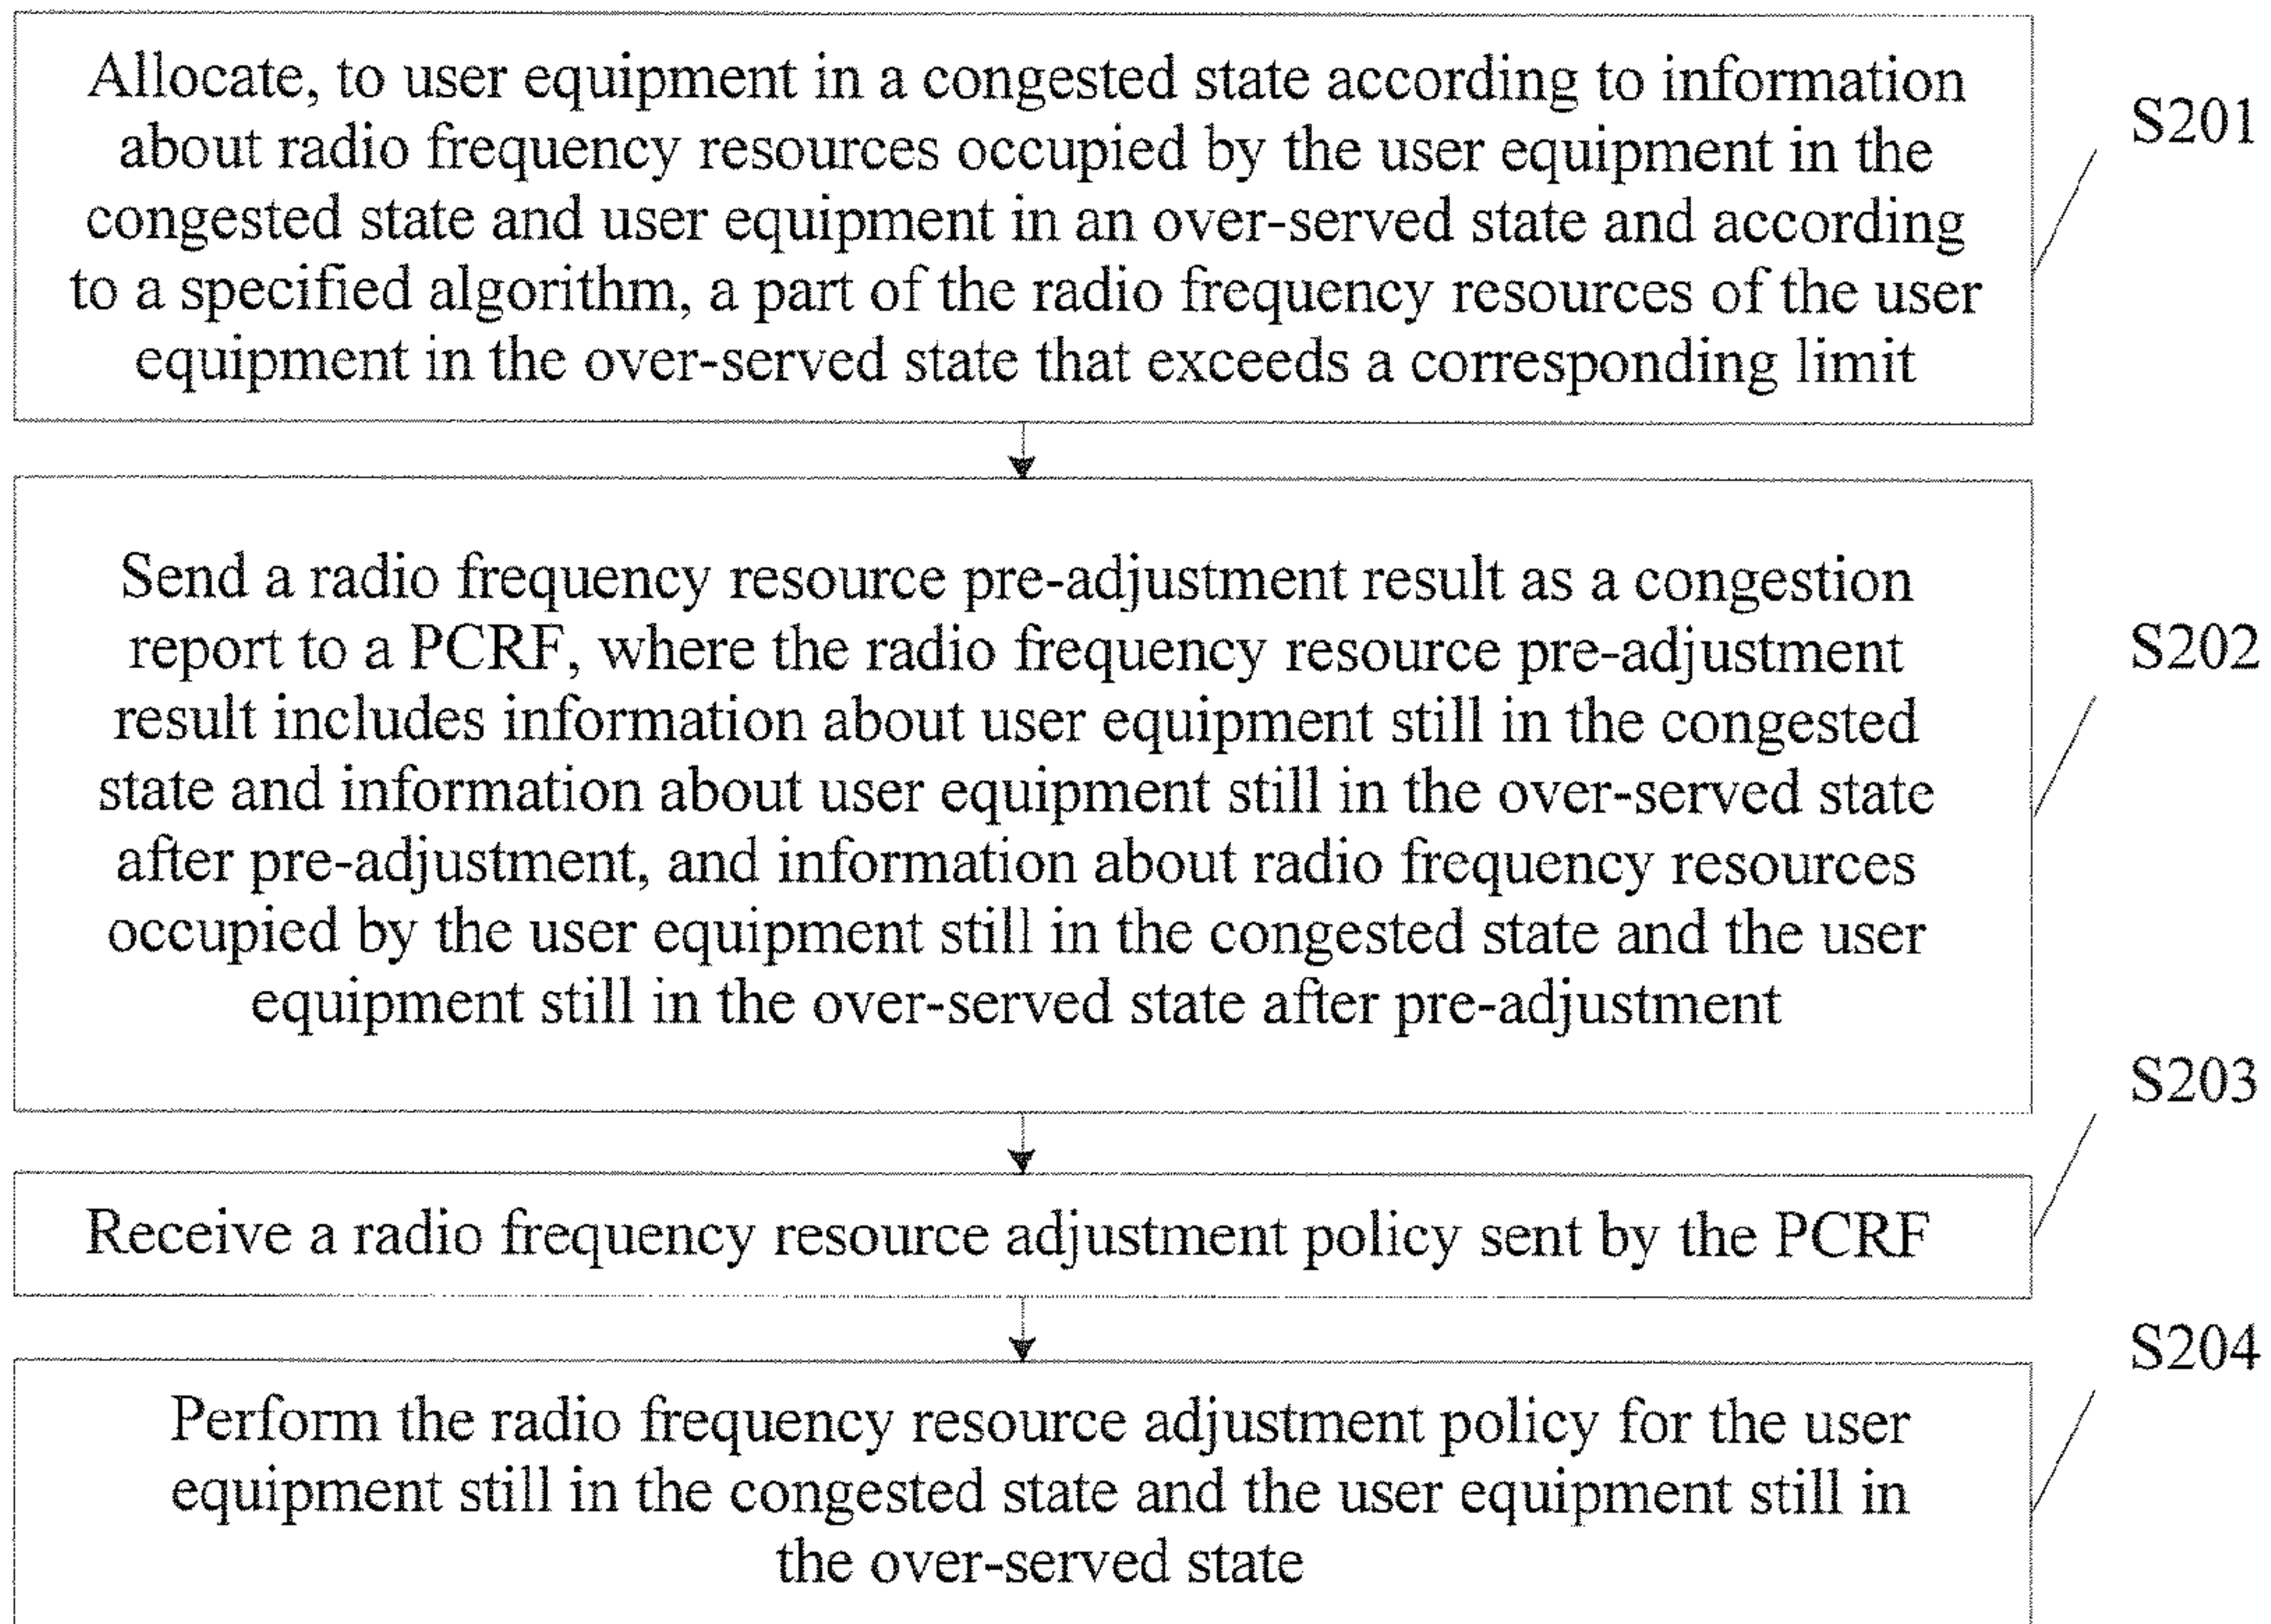 Allocate, to user equipment in a congested state according to information
about radio frequency resources occupied by the user equipment in the
congested state and user equipment in an over-served state and according
to a specified algorithm, a part of the radio frequency resources of the user
equipment in the over-served state that exceeds a corresponding limit
S201
Send a radio frequency resource pre-adjustment result as a congestion
report to a PCRF, where the radio frequency resource pre-adjustment
result includes information about user equipment still in the congested
state and information about user equipment still in the over-served state
after pre-adjustment, and information about radio frequency resources
occupied by the user equipment still in the congested state and the user
equipment still in the over-served state after pre-adjustment
S202
Receive a radio frequency resource adjustment policy sent by the PCRF
S203
Perform the radio frequency resource adjustment policy for the user
equipment still in the congested state and the user equipment still in
the over-served state
S204